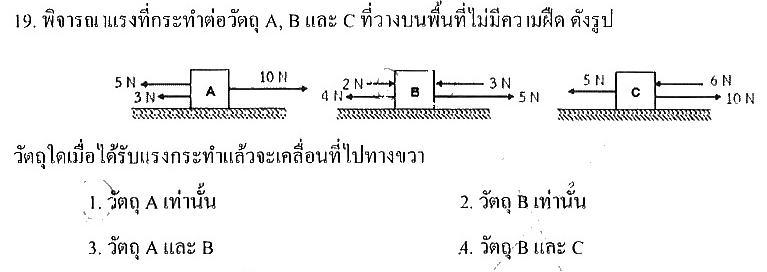 19. พิจารณาแรงที่กระทำต่อวัตถุ A, B และ C ที่วางบนพื้นที่ไม่มีความฝืด ดังรูป
5 N
3 N
A
10 N
2 N
4 N
B
3 N
5 N
5 N
C
6 N
10 N
วัตถุใดเมื่อได้รับแรงกระทำแล้วจะเคลื่อนที่ไปทางขวา
1. วัตถุ A เท่านั้น
2. วัตถุ B เท่านั้น
3. วัตถุ A และ B
4. วัตถุ B และ C